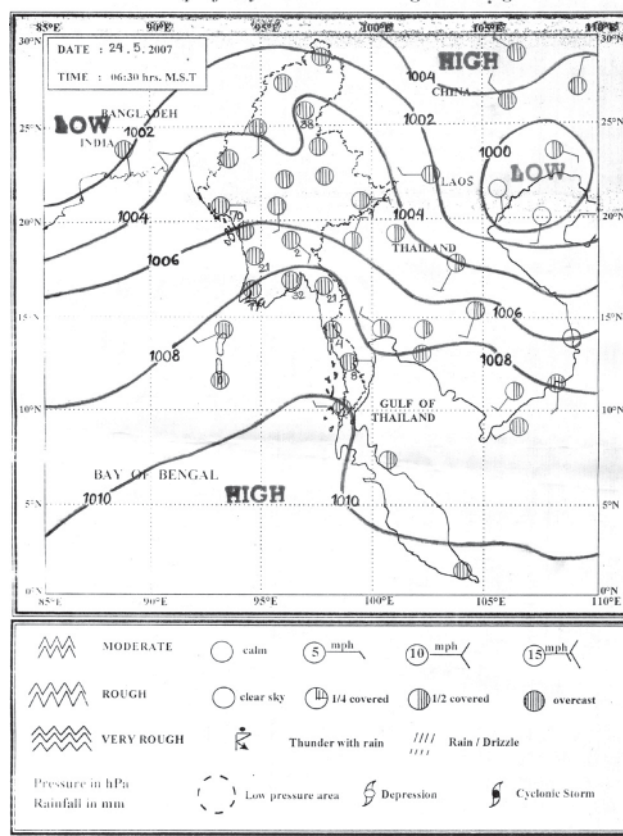 DATE : 24.5.2007
TIME : 06:30 hrs. M.S.T
30°N
25°N
20°N
15°N
10°N
5°N
0°N
HIGH
CHINA
LOW
BANGLADEH
INDIA
1002
1004
1006
1008
1010
1004
1002
1000
LOW
LAOS
1004
THAILAND
1006
1008
GULF OF
THAILAND
BAY OF BENGAL
HIGH
1010
2
38
21
2
32
21
4
8
85°E
90°E
95°E
100°E
105°E
110°E
MODERATE
calm
5 mph
10 mph
15 mph
ROUGH
clear sky
1/4 covered
1/2 covered
overcast
VERY ROUGH
Thunder with rain
Rain / Drizzle
Pressure in hPa
Rainfall in mm
Low pressure area
Depression
Cyclonic Storm